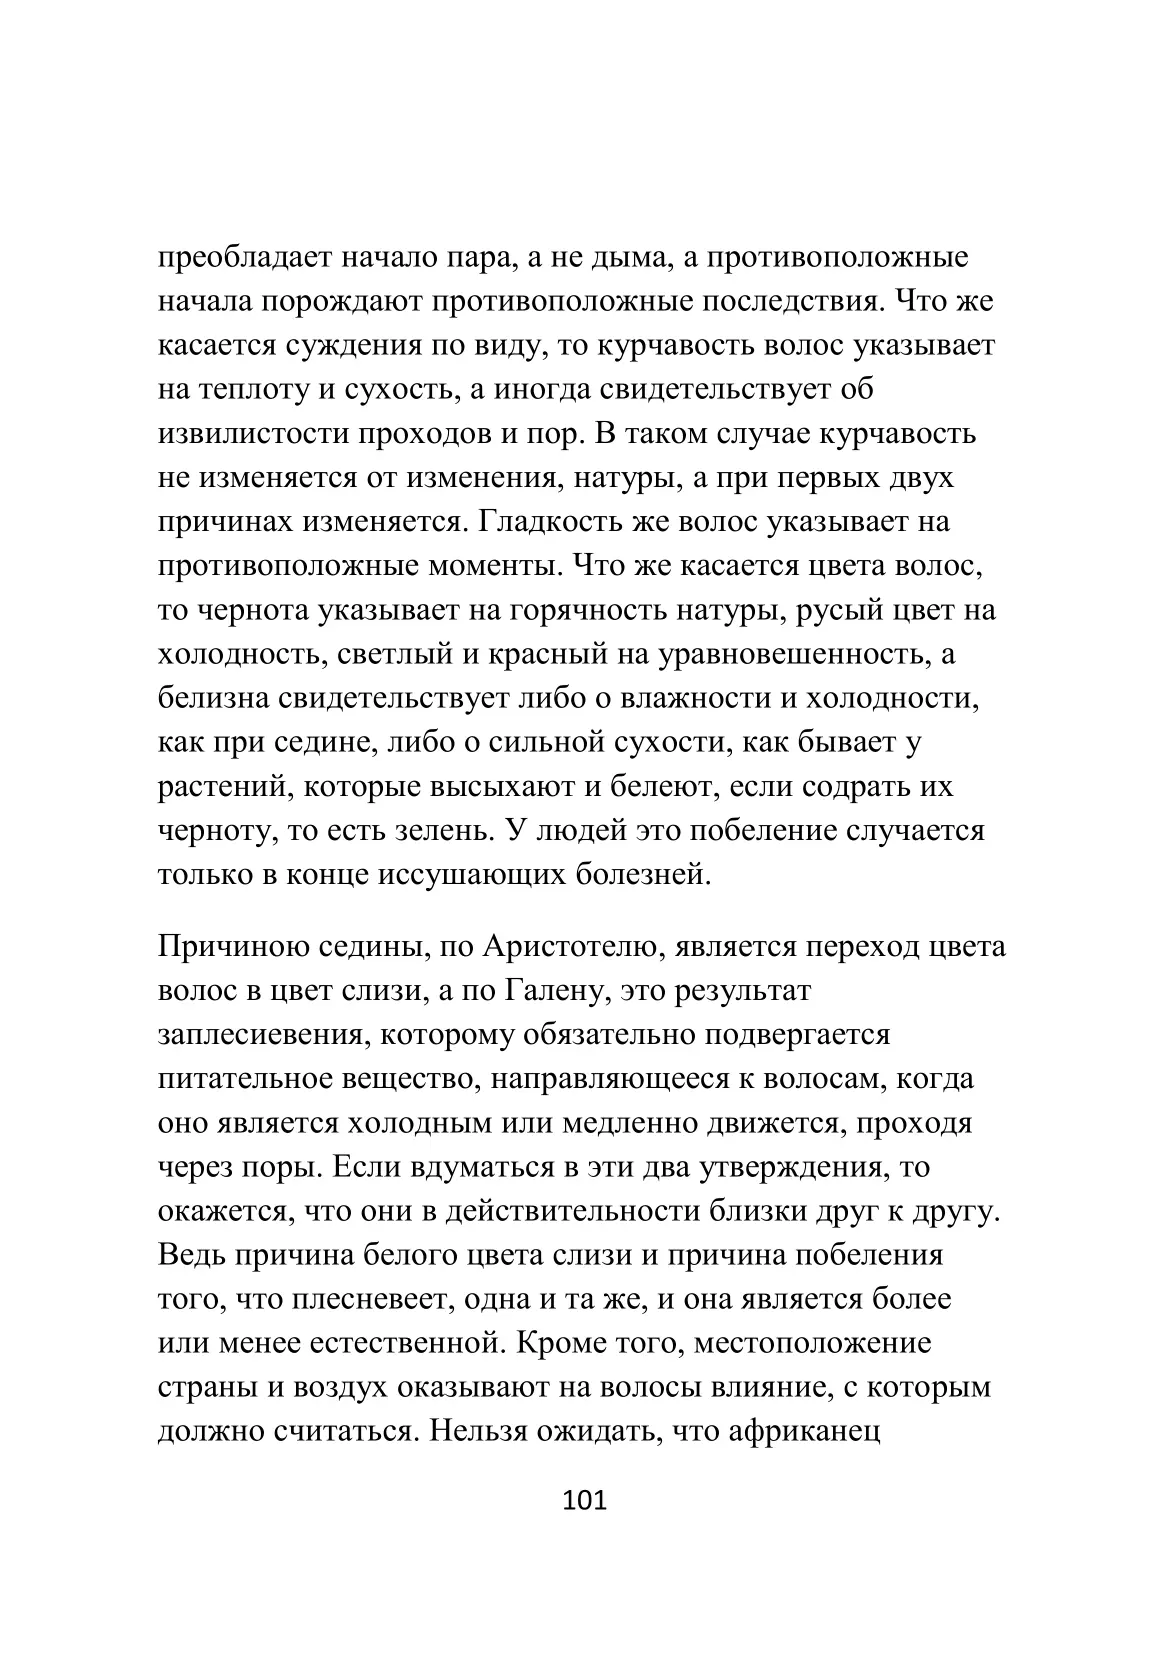 преобладает начало пара, а не дыма, а противоположные
начала порождают противоположные последствия. Что же
касается суждения по виду, то курчавость волос указывает
на теплоту и сухость, а иногда свидетельствует об
извилистости проходов и пор. В таком случае курчавость
не изменяется от изменения, натуры, а при первых двух
причинах изменяется. Гладкость же волос указывает на
противоположные моменты. Что же касается цвета волос,
то чернота указывает на горячность натуры, русый цвет на
холодность, светлый и красный на уравновешенность, а
белизна свидетельствует либо о влажности и холодности,
как при седине, либо о сильной сухости, как бывает у
растений, которые высыхают и белеют, если содрать их
черноту, то есть зелень. У людей это побеление случается
только в конце иссушающих болезней.
Причиною седины, по Аристотелю, является переход цвета
волос в цвет слизи, а по Галену, это результат
заплесиевения, которому обязательно подвергается
питательное вещество, направляющееся к волосам, когда
оно является холодным или медленно движется, проходя
через поры. Если вдуматься в эти два утверждения, то
окажется, что они в действительности близки друг к другу.
Ведь причина белого цвета слизи и причина побеления
того, что плесневеет, одна и та же, и она является более
или менее естественной. Кроме того, местоположение
страны и воздух оказывают на волосы влияние, с которым
должно считаться. Нельзя ожидать, что африканец
101